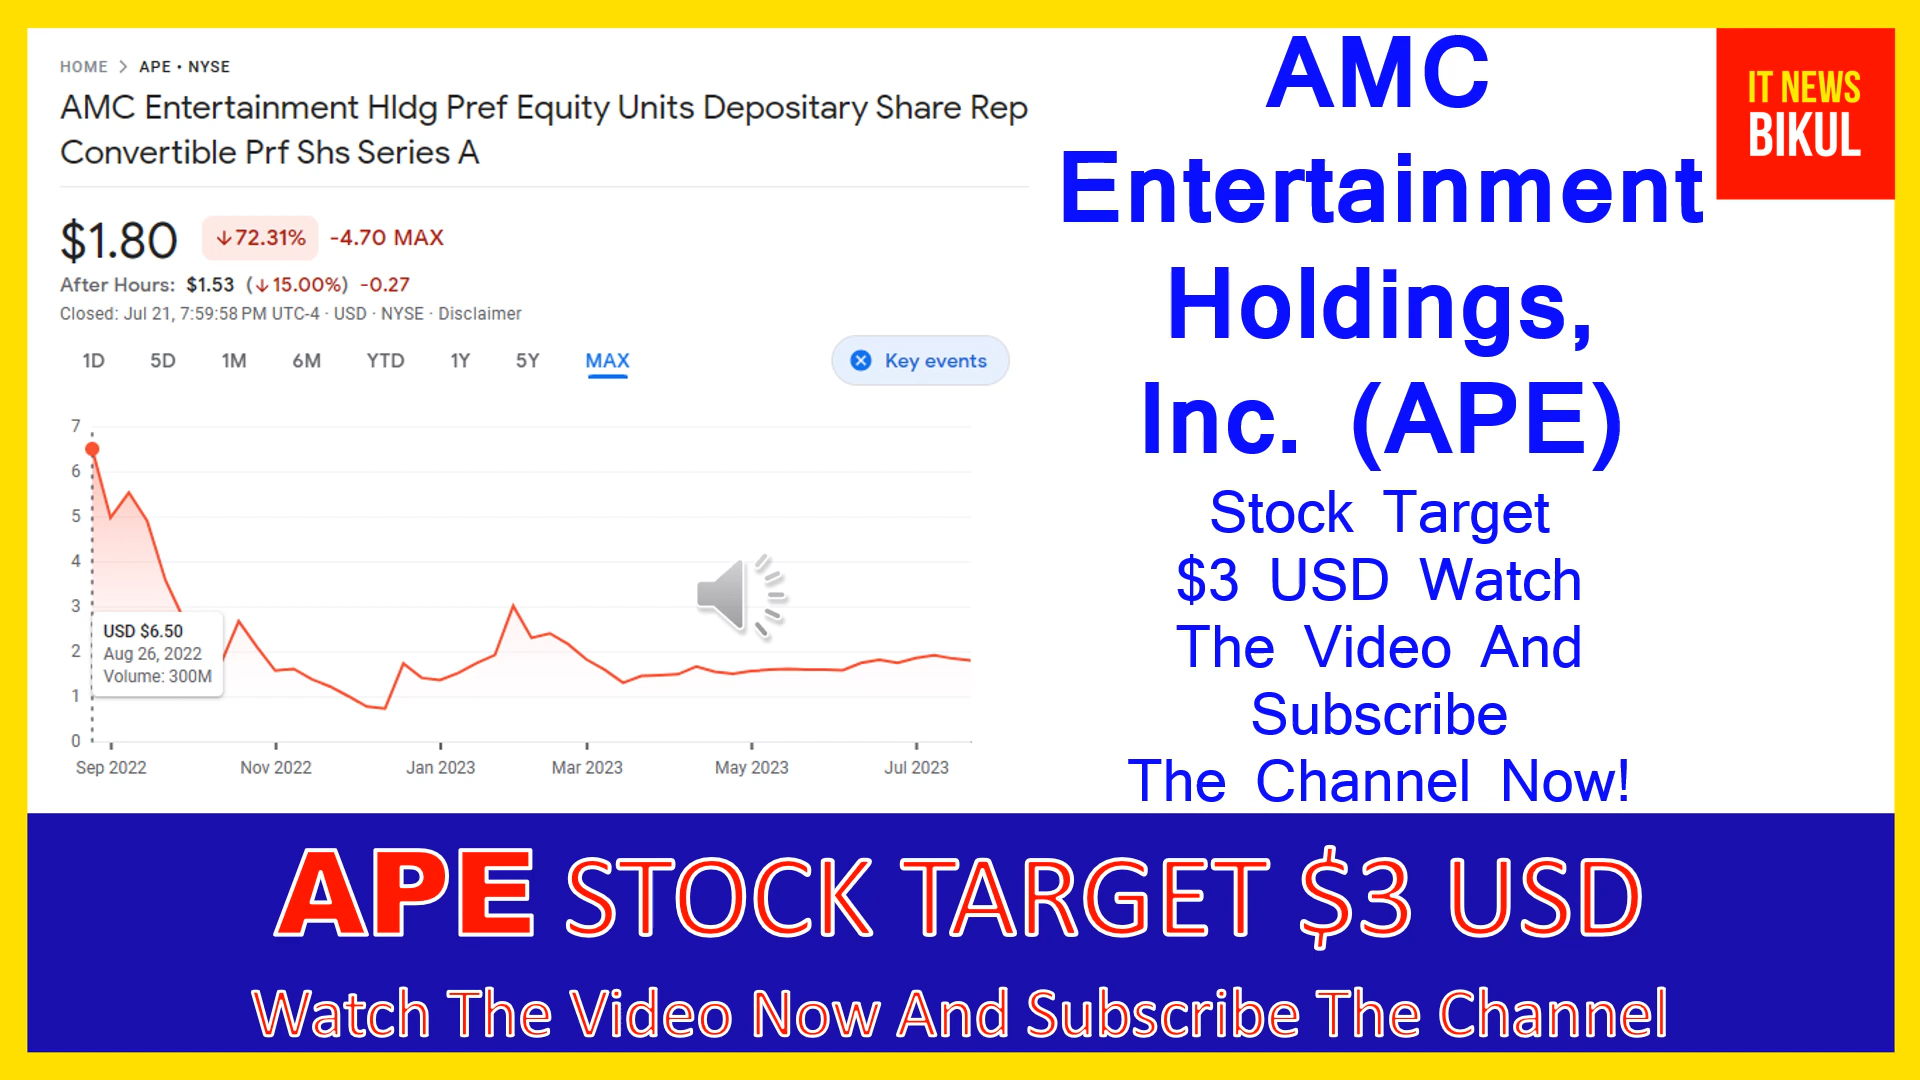 HOME > APE • NYSE
AMC Entertainment Hldg Pref Equity Units Depositary Share Rep
Convertible Prf Shs Series A
$1.80 ↓72.31% -4.70 MAX
After Hours: $1.53 (↓15.00%) -0.27
Closed: Jul 21, 7:59:58 PM UTC-4 · USD · NYSE · Disclaimer
1D 5D 1M 6M YTD 1Y 5Y MAX Key events
7
6
5
4
3
2
1
0
USD $6.50
Aug 26, 2022
Volume: 300M
Sep 2022 Nov 2022 Jan 2023 Mar 2023 May 2023 Jul 2023
AMC
Entertainment
Holdings,
Inc. (APE)
Stock Target
$3 USD Watch
The Video And
Subscribe
The Channel Now!
IT NEWS
BIKUL
APE STOCK TARGET $3 USD
Watch The Video Now And Subscribe The Channel